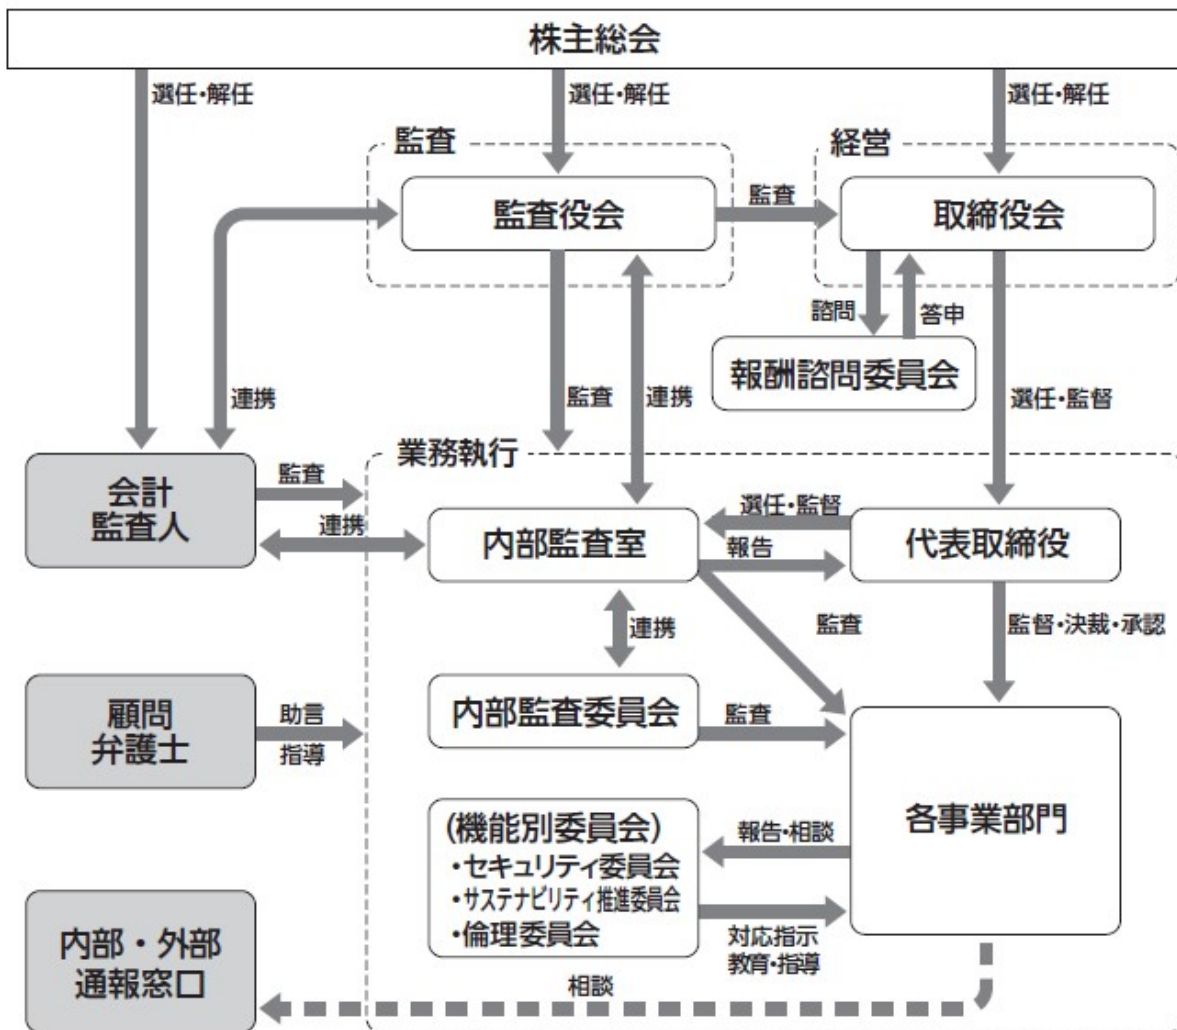 株主総会
選任・解任
選任・解任
選任・解任
監査
経営
監査役会
監査
取締役会
諮問
答申
報酬諮問委員会
連携
監査
連携
選任・監督
業務執行
会計
監査人
監査
連携
内部監査室
選任・監督
報告
代表取締役
連携
監査
監督・決裁・承認
顧問
弁護士
助言
指導
内部監査委員会
監査
各事業部門
(機能別委員会)
・セキュリティ委員会
・サステナビリティ推進委員会
・倫理委員会
報告・相談
対応指示
教育・指導
内部・外部
通報窓口
相談